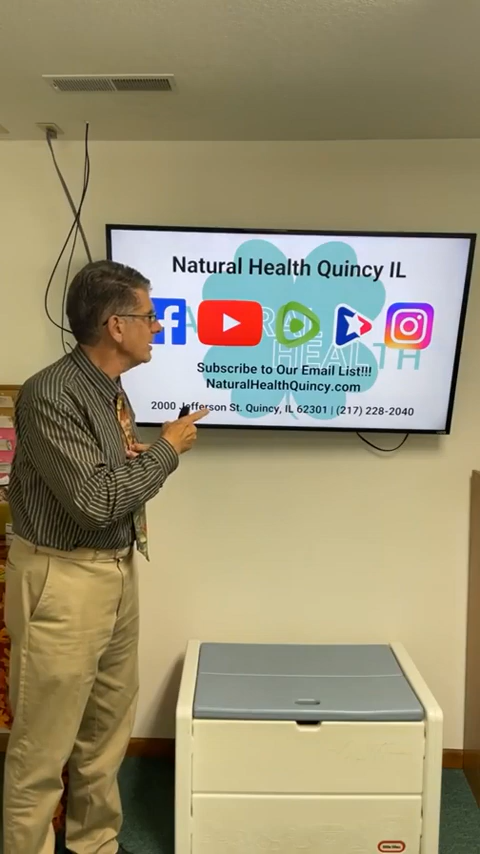 Natural Health Quincy IL
HEALTH
Subscribe to Our Email List!!!
NaturalHealthQuincy.com
2000 Jefferson St. Quincy, IL 62301 | (217) 228-2040